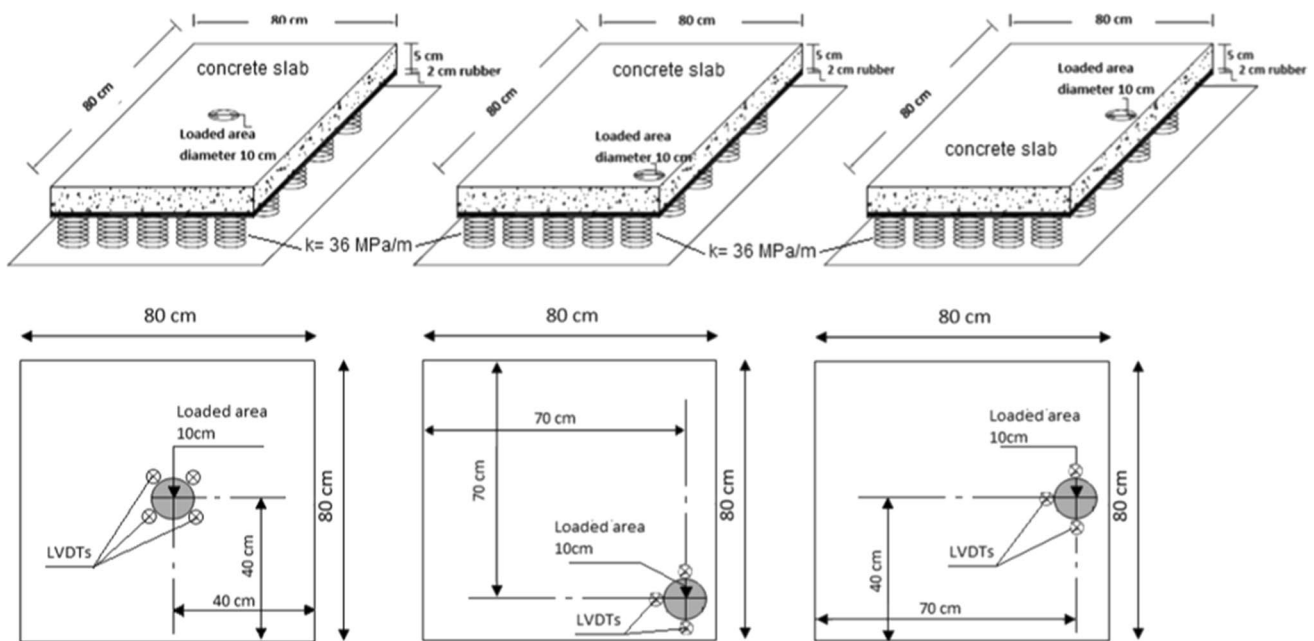 80 cm
80 cm
5 cm
2 cm rubber
concrete slab
Loaded area
diameter 10 cm
80 cm
80 cm
5 cm
2 cm rubber
concrete slab
Loaded area
diameter 10 cm
80 cm
80 cm
5 cm
2 cm rubber
Loaded area
diameter 10 cm
concrete slab
k= 36 MPa/m
k= 36 MPa/m
80 cm
Loaded area
10cm
LVDTs
40 cm
40 cm
80 cm
80 cm
70 cm
70 cm
Loaded area
10cm
LVDTs
80 cm
80 cm
Loaded area
10cm
LVDTs
40 cm
70 cm
80 cm